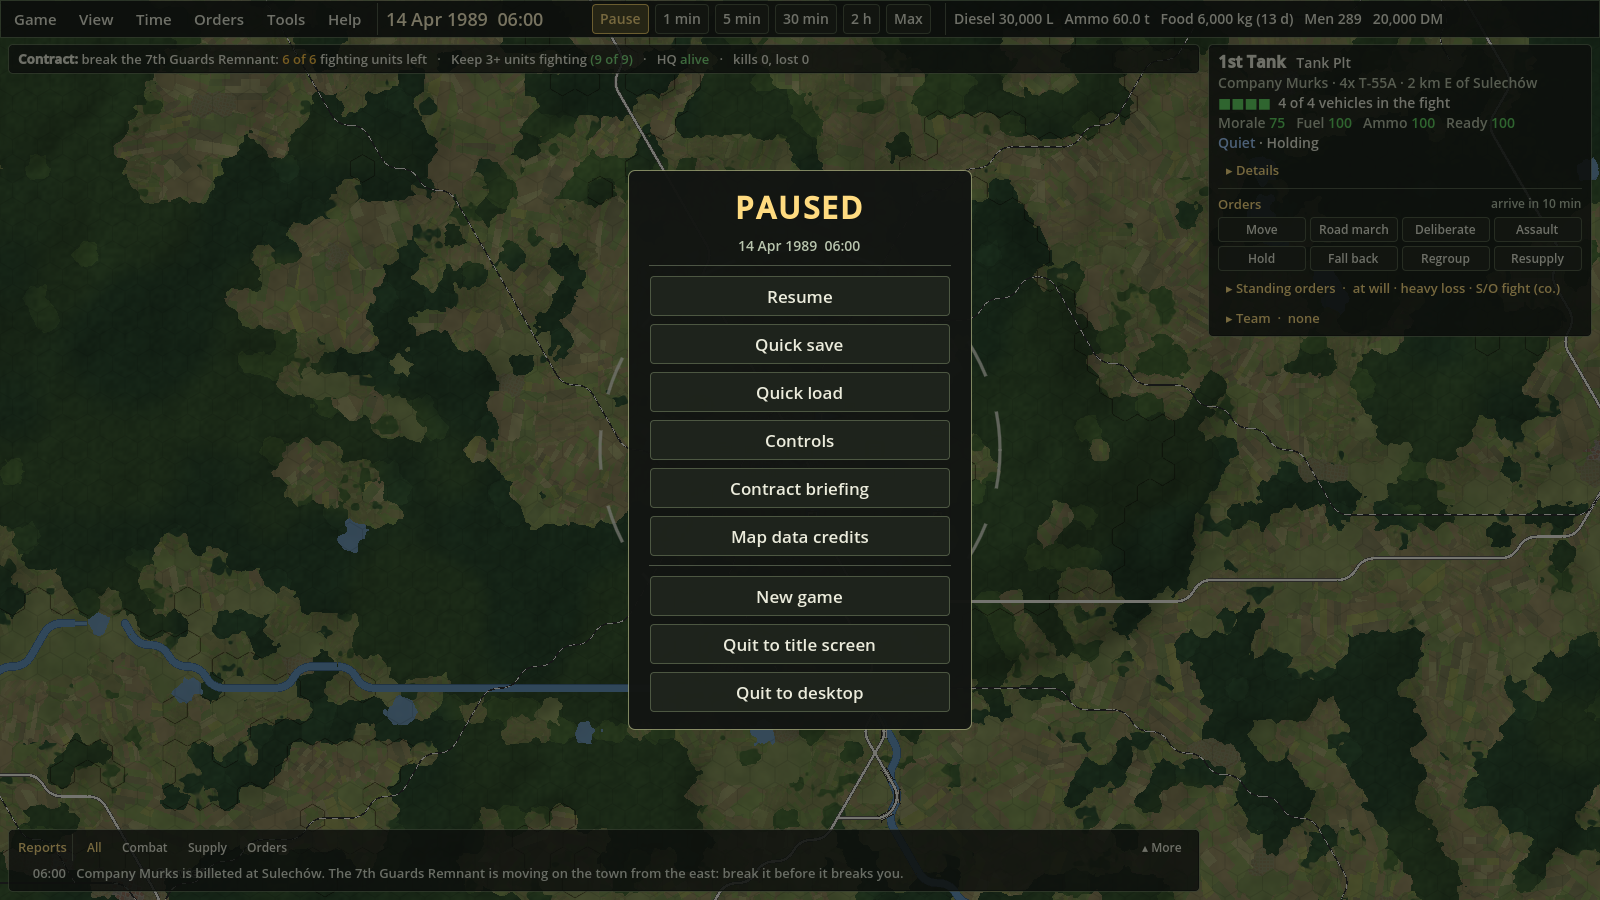 Game View Time Orders Tools Help 14 Apr 1989 06:00 Pause 1 min 5 min 30 min 2 h Max Diesel 30,000 L Ammo 60.0 t Food 6,000 kg (13 d) Men 289 20,000 DM
Contract: break the 7th Guards Remnant: 6 of 6 fighting units left · Keep 3+ units fighting (9 of 9) · HQ alive · kills 0, lost 0
1st Tank Tank Plt
Company Murks · 4x T-55A · 2 km E of Sulechów
4 of 4 vehicles in the fight
Morale 75 Fuel 100 Ammo 100 Ready 100
Quiet · Holding
▸ Details
Orders arrive in 10 min
Move Road march Deliberate Assault
Hold Fall back Regroup Resupply
▸ Standing orders · at will · heavy loss · S/O fight (co.)
▸ Team · none
PAUSED
14 Apr 1989 06:00
Resume
Quick save
Quick load
Controls
Contract briefing
Map data credits
New game
Quit to title screen
Quit to desktop
Reports All Combat Supply Orders ▴ More
06:00 Company Murks is billeted at Sulechów. The 7th Guards Remnant is moving on the town from the east: break it before it breaks you.